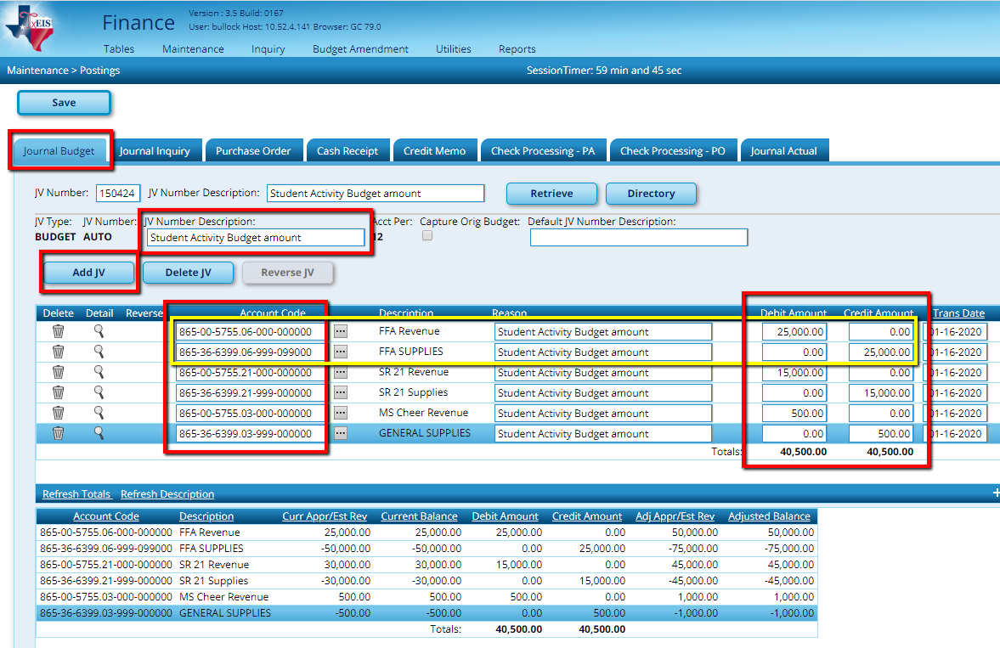 TxEIS
Finance
Version : 3.5 Build: 0167
User: bullock Host: 10.52.4.141 Browser: GC 79.0
Tables Maintenance Inquiry Budget Amendment Utilities Reports
Maintenance > Postings SessionTimer: 59 min and 45 sec
Save
Journal Budget Journal Inquiry Purchase Order Cash Receipt Credit Memo Check Processing - PA Check Processing - PO Journal Actual
JV Number: 150424 JV Number Description: Student Activity Budget amount Retrieve Directory
JV Type: JV Number: JV Number Description: Acct Per: Capture Orig Budget: Default JV Number Description:
BUDGET AUTO Student Activity Budget amount 12
Add JV Delete JV Reverse JV
Delete Detail Reverse Account Code Description Reason Debit Amount Credit Amount Trans Date
865-00-5755.06-000-000000 ... FFA Revenue Student Activity Budget amount 25,000.00 0.00 01-16-2020
865-36-6399.06-999-099000 ... FFA SUPPLIES Student Activity Budget amount 0.00 25,000.00 01-16-2020
865-00-5755.21-000-000000 ... SR 21 Revenue Student Activity Budget amount 15,000.00 0.00 01-16-2020
865-36-6399.21-999-000000 ... SR 21 Supplies Student Activity Budget amount 0.00 15,000.00 01-16-2020
865-00-5755.03-000-000000 ... MS Cheer Revenue Student Activity Budget amount 500.00 0.00 01-16-2020
865-36-6399.03-999-000000 ... GENERAL SUPPLIES Student Activity Budget amount 0.00 500.00 01-16-2020
Totals: 40,500.00 40,500.00
Refresh Totals Refresh Description +
Account Code Description Curr Appr/Est Rev Current Balance Debit Amount Credit Amount Adj Appr/Est Rev Adjusted Balance
865-00-5755.06-000-000000 FFA Revenue 25,000.00 25,000.00 25,000.00 0.00 50,000.00 50,000.00
865-36-6399.06-999-099000 FFA SUPPLIES -50,000.00 -50,000.00 0.00 25,000.00 -75,000.00 -75,000.00
865-00-5755.21-000-000000 SR 21 Revenue 30,000.00 30,000.00 15,000.00 0.00 45,000.00 45,000.00
865-36-6399.21-999-000000 SR 21 Supplies -30,000.00 -30,000.00 0.00 15,000.00 -45,000.00 -45,000.00
865-00-5755.03-000-000000 MS Cheer Revenue 500.00 500.00 500.00 0.00 1,000.00 1,000.00
865-36-6399.03-999-000000 GENERAL SUPPLIES -500.00 -500.00 0.00 500.00 -1,000.00 -1,000.00
Totals: 40,500.00 40,500.00